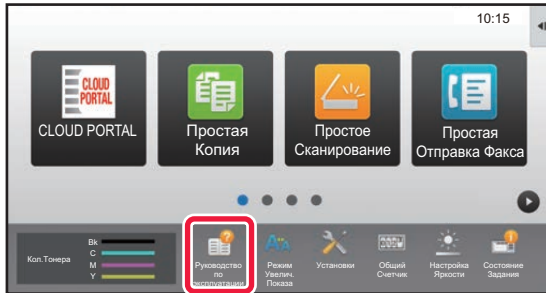 10:15
CLOUD
PORTAL
CLOUD PORTAL
Простая
Копия
Простое
Сканирование
Простая
Отправка Факса
Кол.Тонера
Bk
C
M
Y
Руководство
по
эксплуатации
Режим
Увелич.
Показа
Установки
Общий
Счетчик
Настройка
Яркости
Состояние
Задания